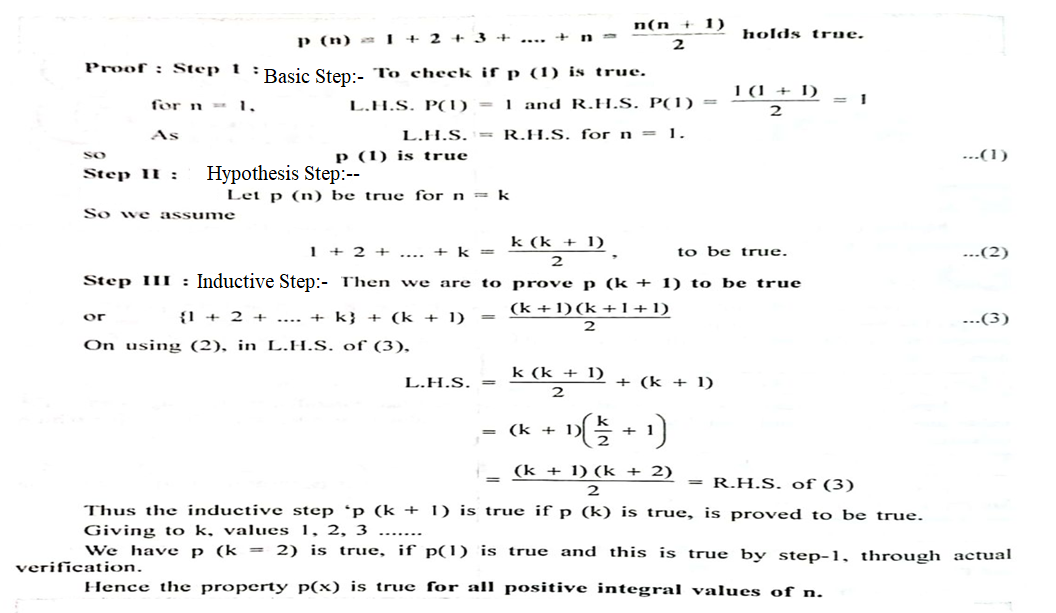 p (n) = 1 + 2 + 3 + .... + n = n(n + 1)/2 holds true.
Proof : Step I : Basic Step:- To check if p (1) is true.
for n = 1, L.H.S. P(1) = 1 and R.H.S. P(1) = 1 (1 + 1)/2 = 1
As L.H.S. = R.H.S. for n = 1.
so p (1) is true ...(1)
Step II : Hypothesis Step:--
Let p (n) be true for n = k
So we assume
1 + 2 + .... + k = k (k + 1)/2 , to be true. ...(2)
Step III : Inductive Step:- Then we are to prove p (k + 1) to be true
or {1 + 2 + .... + k} + (k + 1) = (k + 1) (k + 1 + 1)/2 ...(3)
On using (2), in L.H.S. of (3),
L.H.S. = k (k + 1)/2 + (k + 1)
= (k + 1)(k/2 + 1)
= (k + 1) (k + 2)/2 = R.H.S. of (3)
Thus the inductive step 'p (k + 1) is true if p (k) is true, is proved to be true.
Giving to k, values 1, 2, 3 .......
We have p (k = 2) is true, if p(1) is true and this is true by step-1, through actual
verification.
Hence the property p(x) is true for all positive integral values of n.